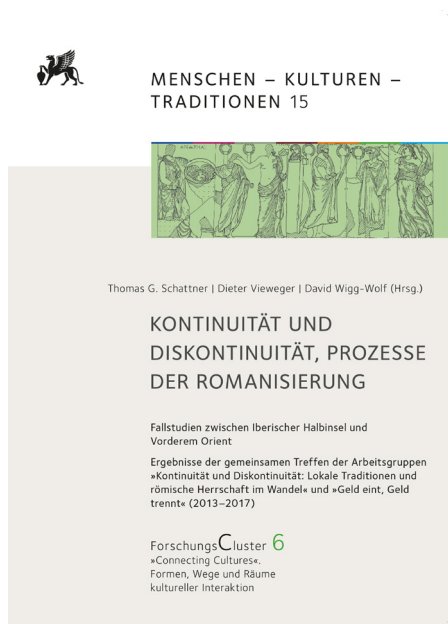 MENSCHEN – KULTUREN –
TRADITIONEN 15
Thomas G. Schattner | Dieter Vieweger | David Wigg-Wolf (Hrsg.)
KONTINUITÄT UND
DISKONTINUITÄT, PROZESSE
DER ROMANISIERUNG
Fallstudien zwischen Iberischer Halbinsel und
Vorderem Orient
Ergebnisse der gemeinsamen Treffen der Arbeitsgruppen
»Kontinuität und Diskontinuität: Lokale Traditionen und
römische Herrschaft im Wandel« und »Geld eint, Geld
trennt« (2013–2017)
ForschungsCluster 6
»Connecting Cultures«.
Formen, Wege und Räume
kultureller Interaktion